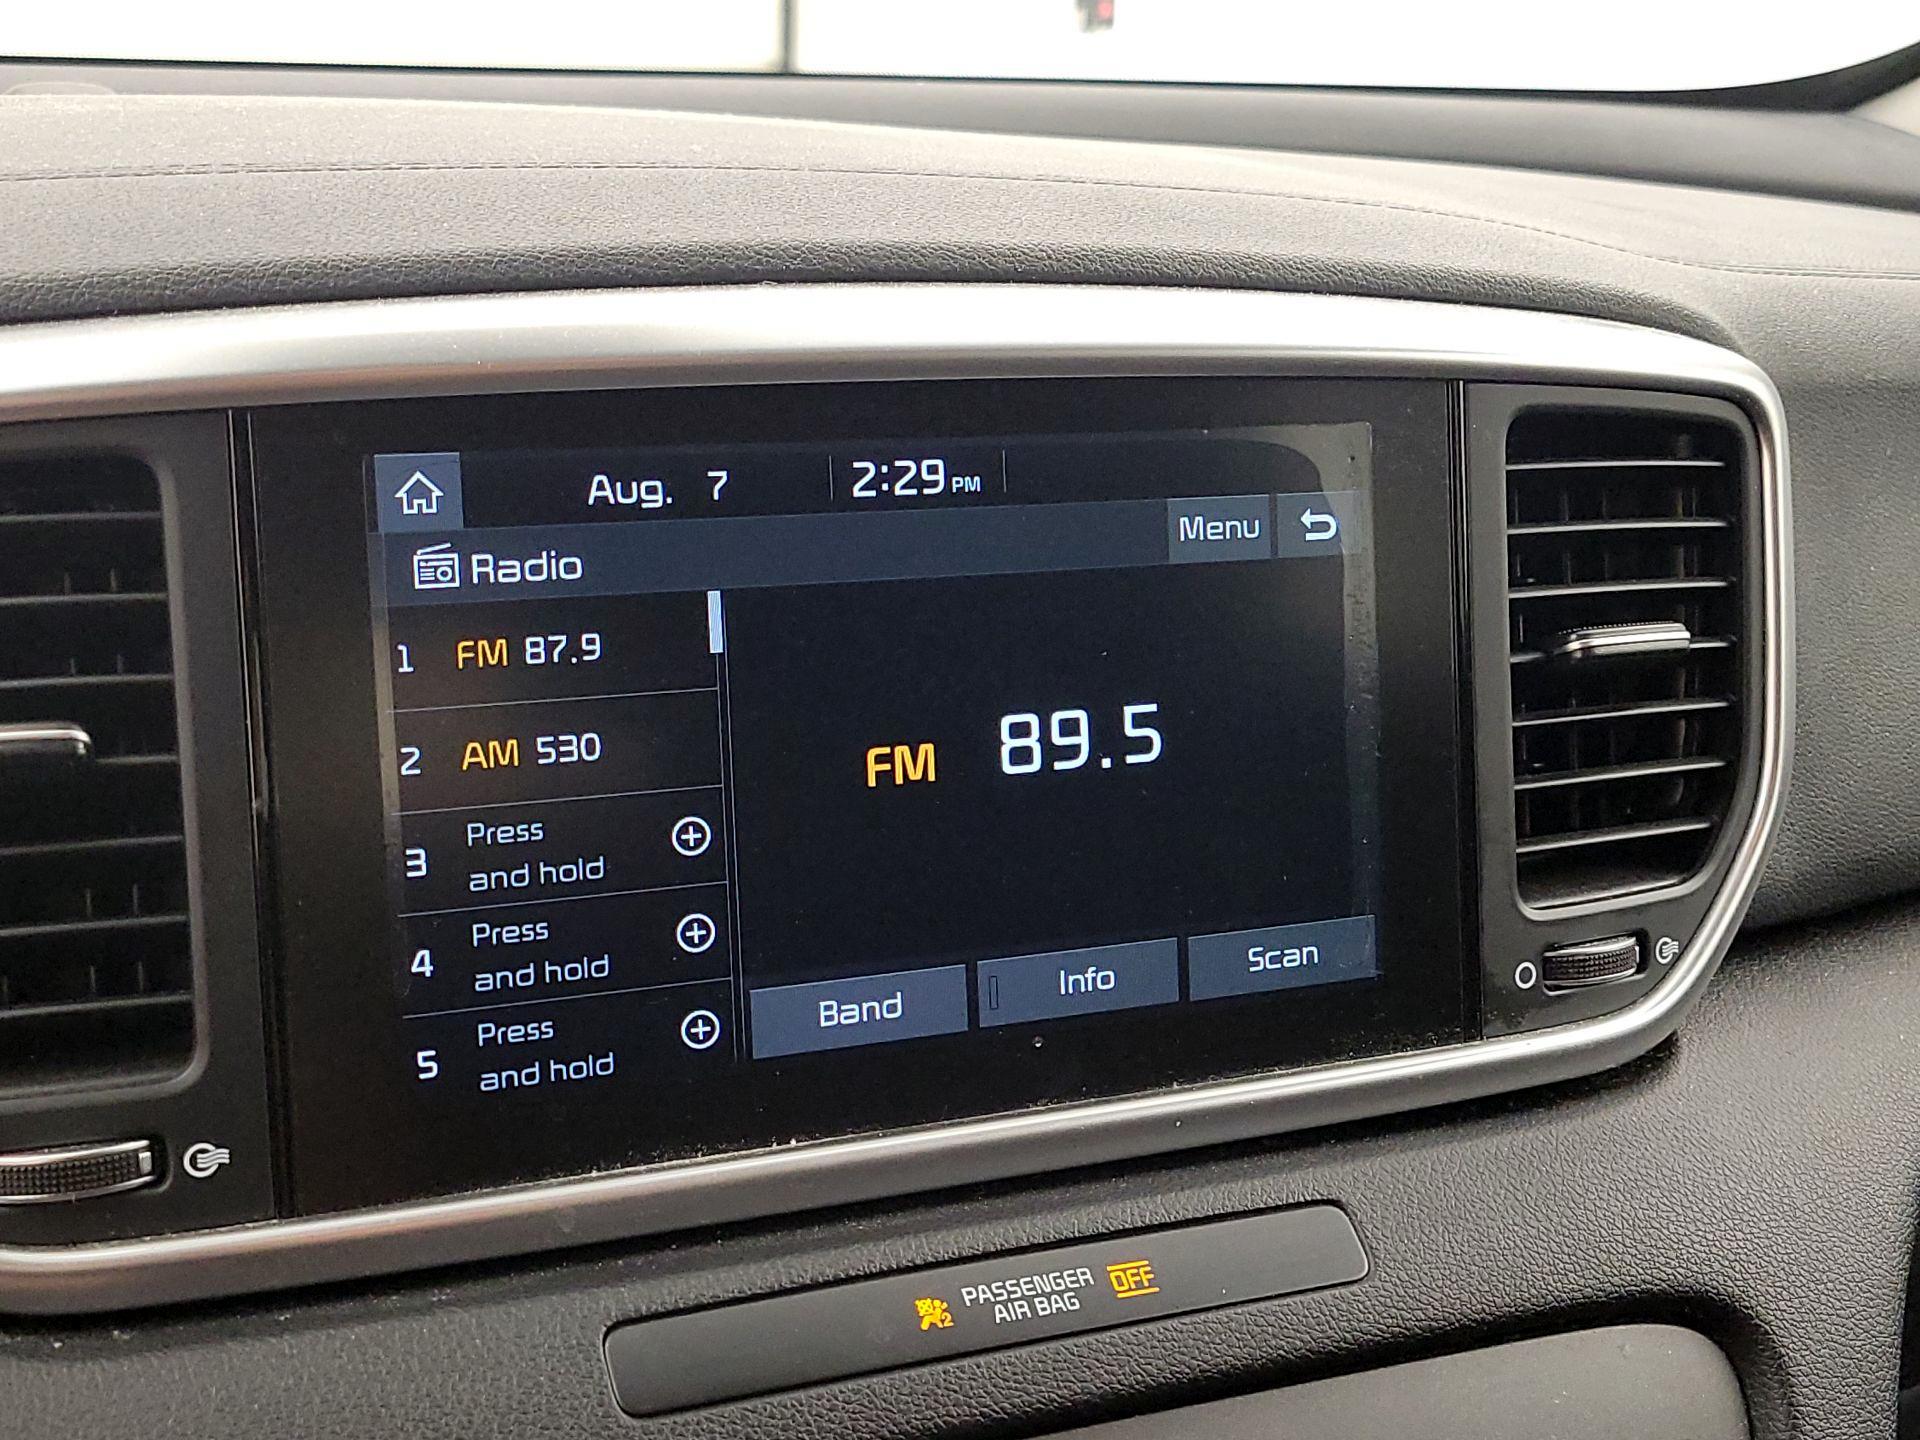 Aug. 7 2:29 PM
Radio Menu
1 FM 87.9
2 AM 530
3 Press
and hold
4 Press
and hold
5 Press
and hold
FM 89.5
Band Info Scan
PASSENGER
AIR BAG
OFF
2